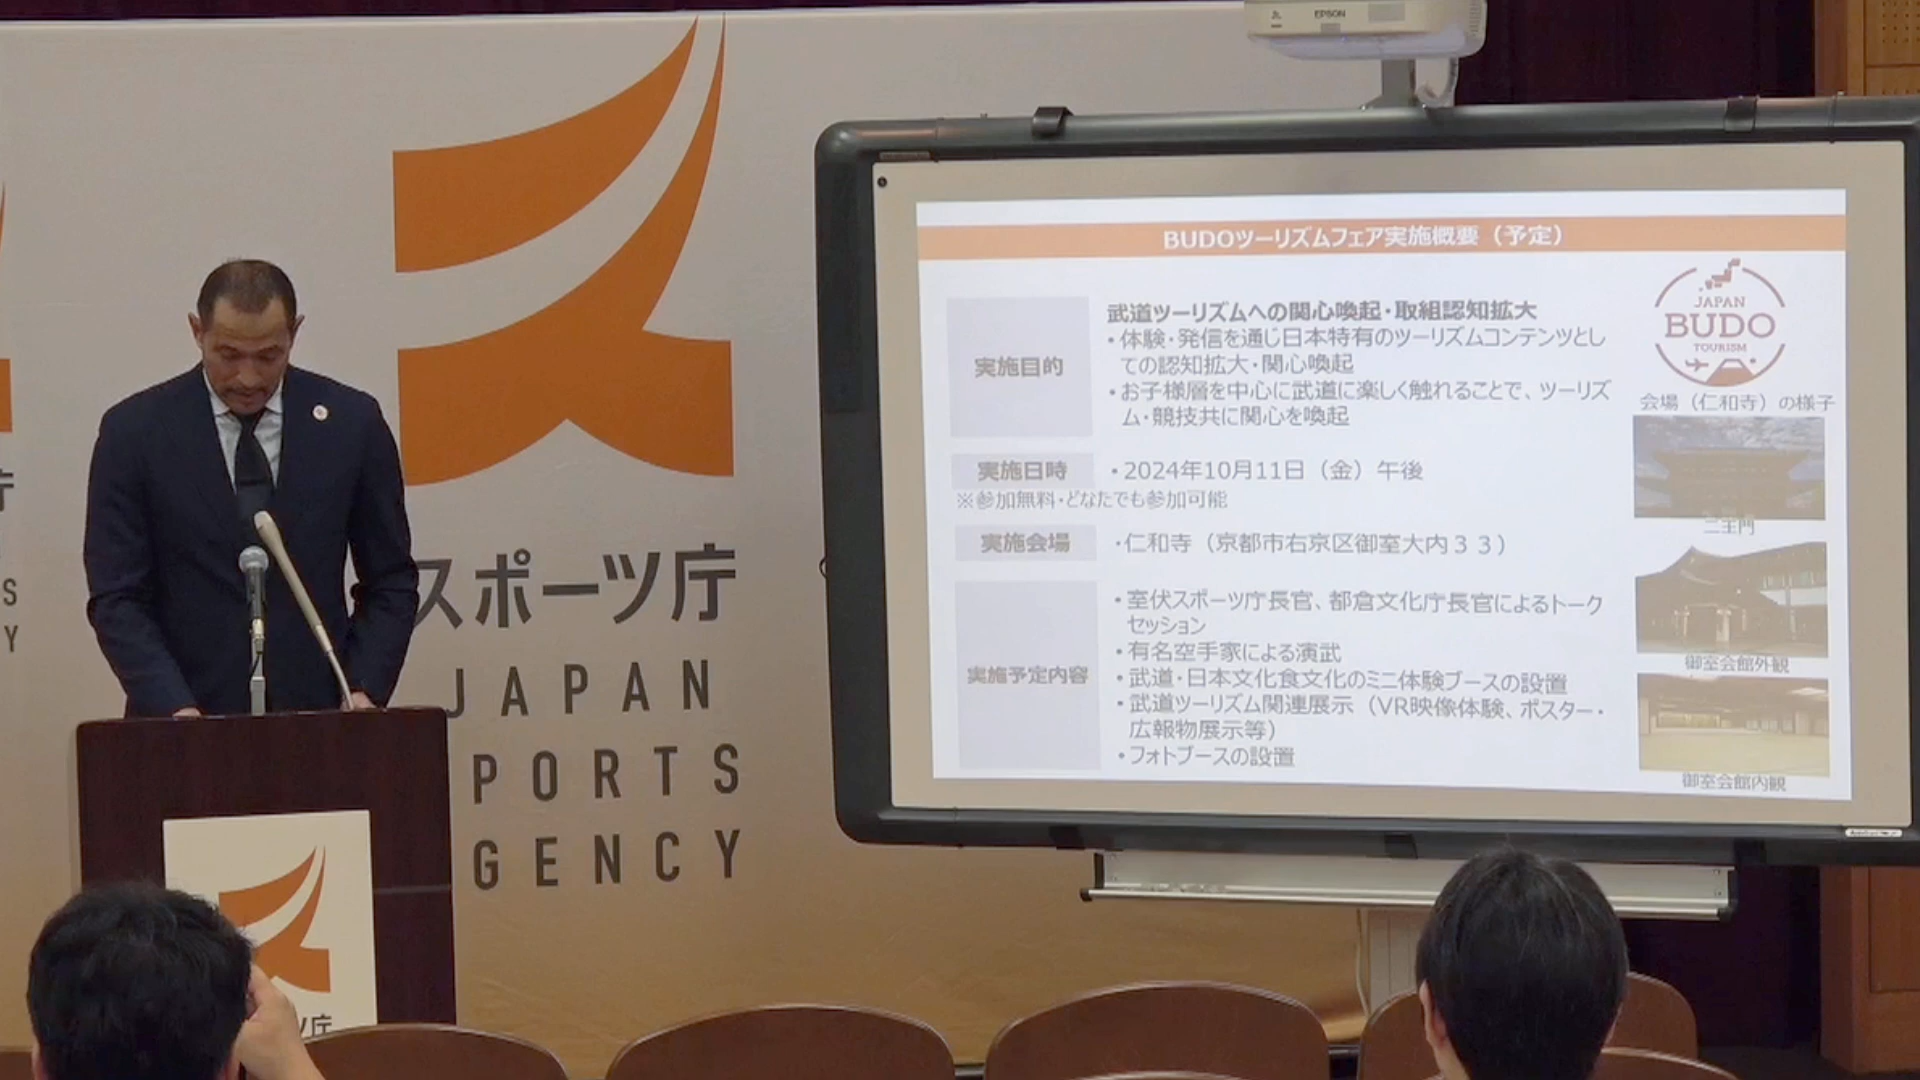 EPSON
スポーツ庁
JAPAN
PORTS
GENCY
S
Y
BUDOツーリズムフェア実施概要（予定）
実施目的
武道ツーリズムへの関心喚起・取組認知拡大
・体験・発信を通じ日本特有のツーリズムコンテンツとし
ての認知拡大・関心喚起
・お子様層を中心に武道に楽しく触れることで、ツーリズ
ム・競技共に関心を喚起
実施日時
・2024年10月11日（金）午後
※参加無料・どなたでも参加可能
実施会場
・仁和寺（京都市右京区御室大内３３）
実施予定内容
・室伏スポーツ庁長官、都倉文化庁長官によるトーク
セッション
・有名空手家による演武
・武道・日本文化食文化のミニ体験ブースの設置
・武道ツーリズム関連展示（VR映像体験、ポスター・
広報物展示等）
・フォトブースの設置
JAPAN
BUDO
TOURISM
会場（仁和寺）の様子
二王門
御室会館外観
御室会館内観
ツ庁